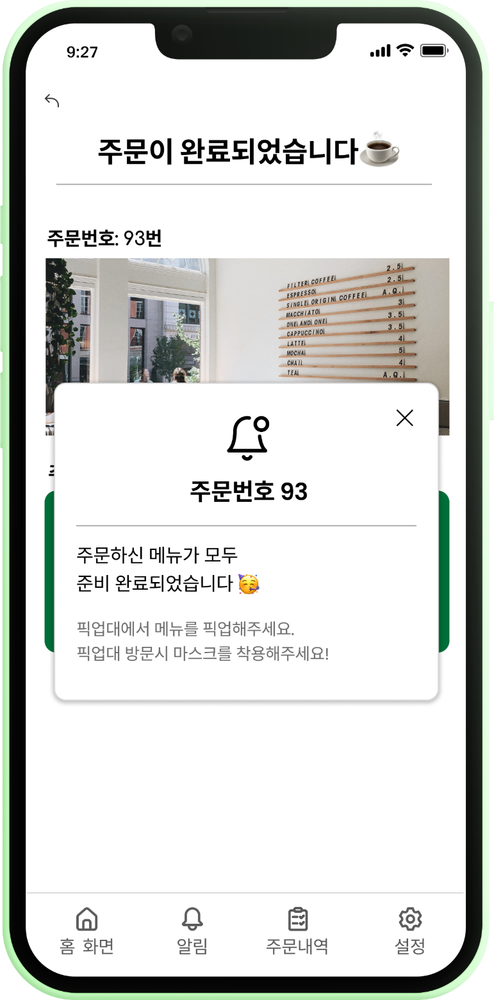 9:27
주문이 완료되었습니다☕
주문번호: 93번
FILTER COFFEE 2.5
ESPRESSO 2.5
SINGLE ORIGIN COFFEE A.Q.
MACCHIATO 3
ONE AND ONE 3.5
CAPPUCCINO 3.5
LATTE 4
MOCHA 5
CHAI 4
TEA A.Q.
주문번호 93
주문하신 메뉴가 모두
준비 완료되었습니다 🥳
픽업대에서 메뉴를 픽업해주세요.
픽업대 방문시 마스크를 착용해주세요!
홈 화면
알림
주문내역
설정